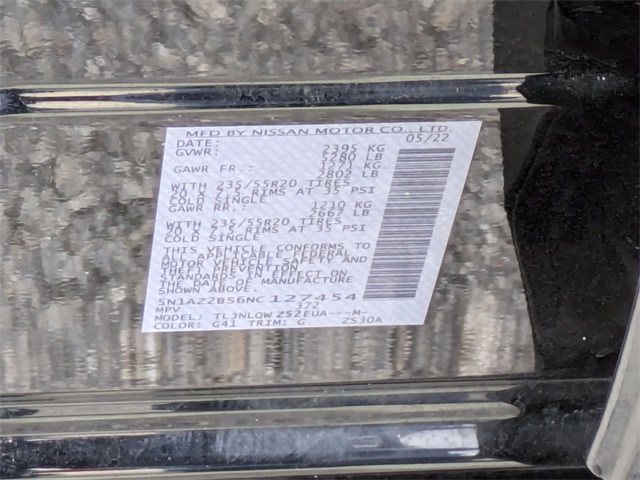 MFD BY NISSAN MOTOR CO., LTD.
DATE: 05/22
GVWR: 2395 KG
5280 LB
GAWR FR.: 1271 KG
2802 LB
WITH 235/55R20 TIRES
20 X 7.5 RIMS AT 35 PSI
COLD SINGLE
GAWR RR.: 1210 KG
2667 LB
WITH 235/55R20 TIRES
20 X 7.5 RIMS AT 35 PSI
COLD SINGLE
THIS VEHICLE CONFORMS TO
ALL APPLICABLE FEDERAL
MOTOR VEHICLE SAFETY AND
THEFT PREVENTION
STANDARDS IN EFFECT ON
THE DATE OF MANUFACTURE
SHOWN ABOVE.
5N1AZ2BS6NC127454
MPV 372
MODEL: TLJNLQW Z52EUA---M-
COLOR: G41 TRIM: G ZS30A